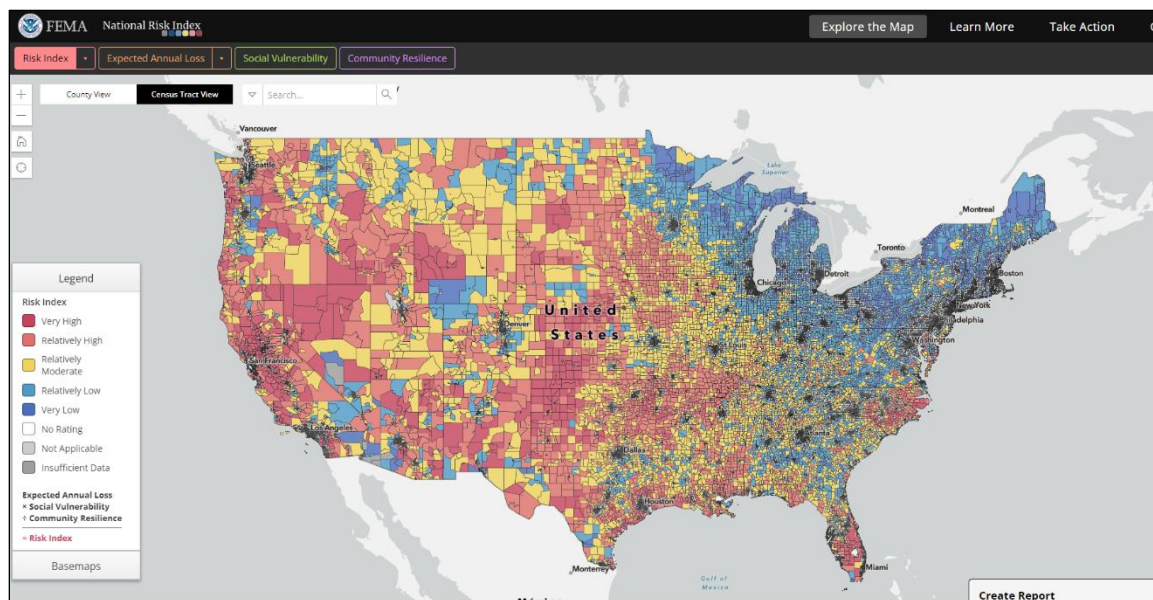 FEMA National Risk Index
Explore the Map Learn More Take Action
Risk Index Expected Annual Loss Social Vulnerability Community Resilience
County View Census Tract View Search...
Vancouver
Seattle
Lake Superior
Montreal
Toronto
Boston
Detroit
Chicago
New York
Philadelphia
Washington
Denver
United States
St Louis
San Francisco
Los Angeles
Atlanta
Dallas
Houston
Monterrey
Gulf of Mexico
Miami
Legend
Risk Index
Very High
Relatively High
Relatively
Moderate
Relatively Low
Very Low
No Rating
Not Applicable
Insufficient Data
Expected Annual Loss
× Social Vulnerability
÷ Community Resilience
= Risk Index
Basemaps
Create Report